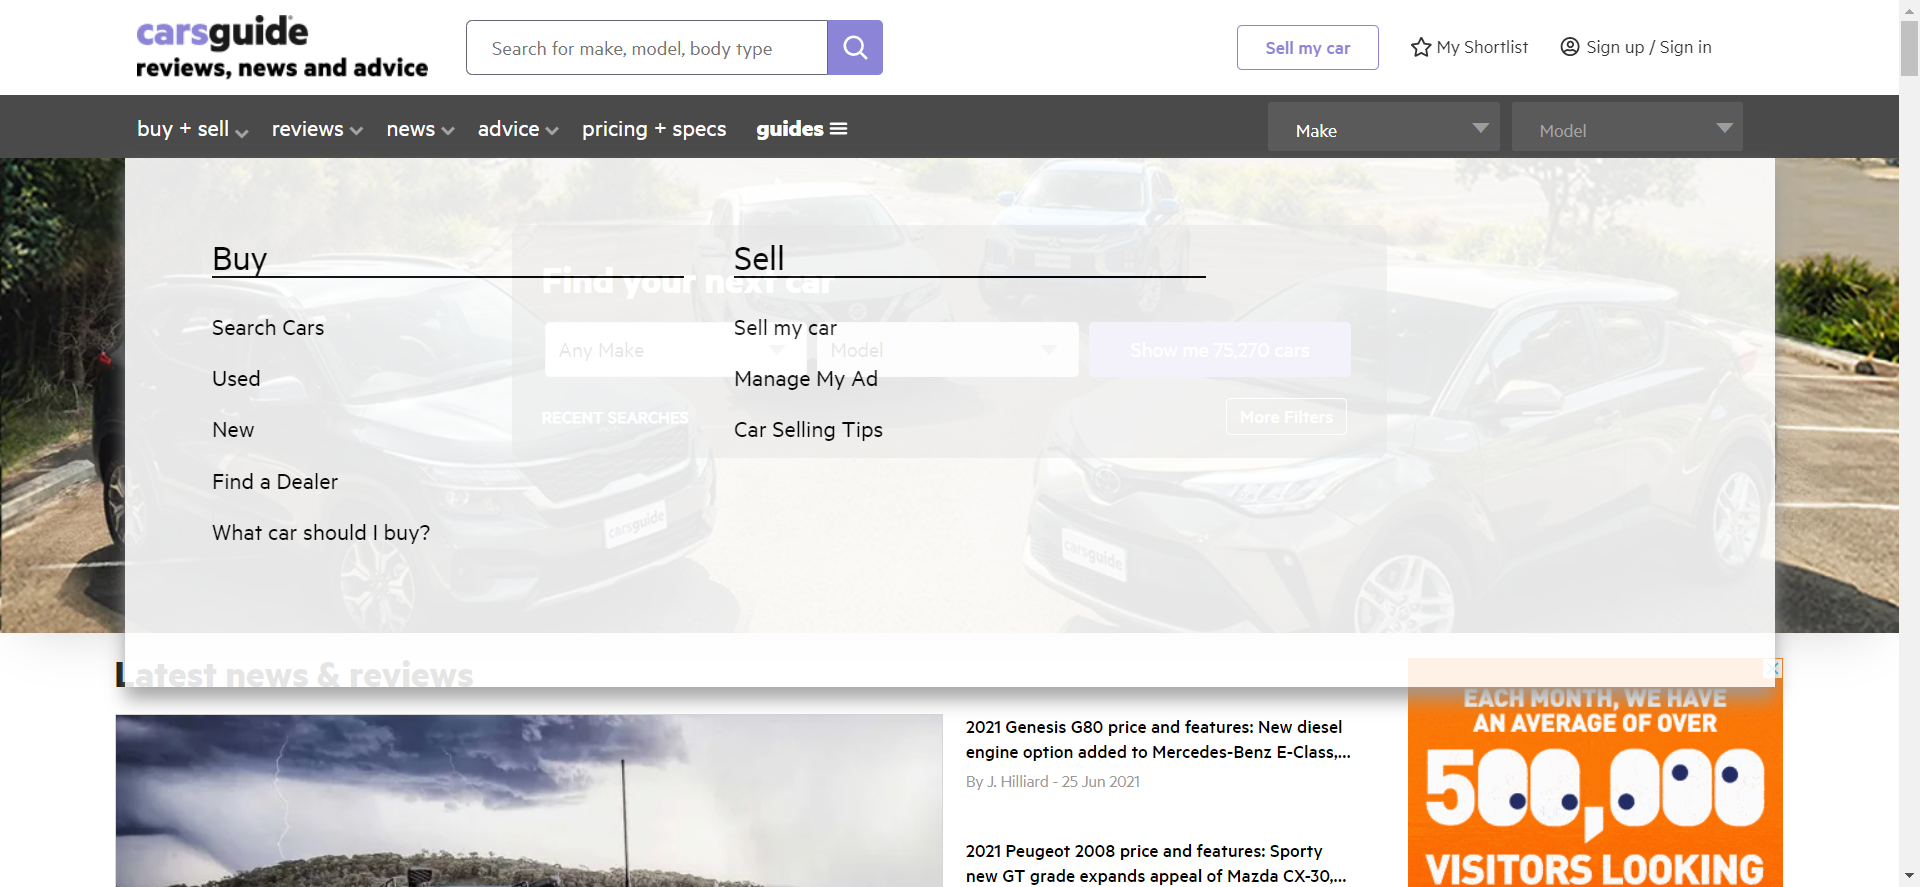 carsguide
reviews, news and advice
Search for make, model, body type
Sell my car
My Shortlist
Sign up / Sign in
buy + sell
reviews
news
advice
pricing + specs
guides
Make
Model
Buy
Search Cars
Used
New
Find a Dealer
What car should I buy?
Sell
Sell my car
Manage My Ad
Car Selling Tips
Find your next car
Any Make
Model
Show me 75,270 cars
RECENT SEARCHES
More Filters
carsguide
carsguide
Latest news & reviews
2021 Genesis G80 price and features: New diesel
engine option added to Mercedes-Benz E-Class,...
By J. Hilliard - 25 Jun 2021
2021 Peugeot 2008 price and features: Sporty
new GT grade expands appeal of Mazda CX-30,...
EACH MONTH, WE HAVE
AN AVERAGE OF OVER
500,000
VISITORS LOOKING